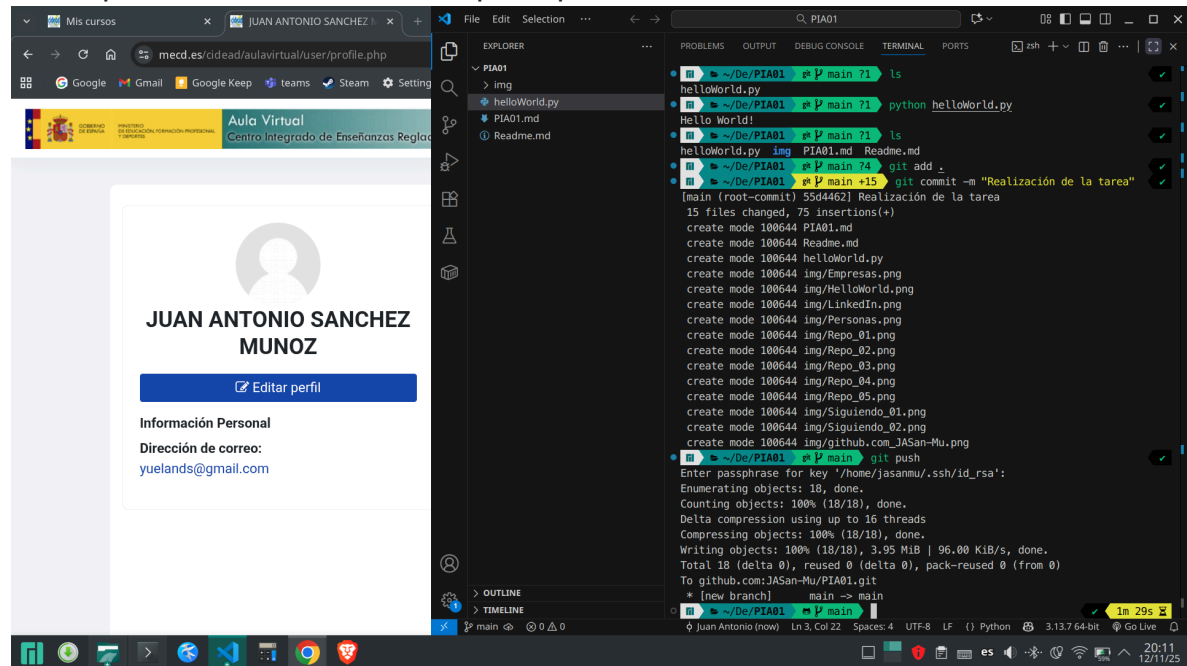 Mis cursos
JUAN ANTONIO SANCHEZ
mecd.es/cidead/aulavirtual/user/profile.php
Google
Gmail
Google Keep
teams
Steam
Setting
GOBIERNO DE ESPAÑA
MINISTERIO DE EDUCACIÓN, FORMACIÓN PROFESIONAL Y DEPORTES
Aula Virtual
Centro Integrado de Enseñanzas Reglad
JUAN ANTONIO SANCHEZ
MUNOZ
Editar perfil
Información Personal
Dirección de correo:
yuelands@gmail.com
File Edit Selection ···
PIA01
EXPLORER
PIA01
img
helloWorld.py
PIA01.md
Readme.md
OUTLINE
TIMELINE
PROBLEMS OUTPUT DEBUG CONSOLE TERMINAL PORTS
zsh
~/De/PIA01 main ?1 ls
helloWorld.py
~/De/PIA01 main ?1 python helloWorld.py
Hello World!
~/De/PIA01 main ?1 ls
helloWorld.py img PIA01.md Readme.md
~/De/PIA01 main ?4 git add .
~/De/PIA01 main +15 git commit -m "Realización de la tarea"
[main (root-commit) 55d4462] Realización de la tarea
15 files changed, 75 insertions(+)
create mode 100644 PIA01.md
create mode 100644 Readme.md
create mode 100644 helloWorld.py
create mode 100644 img/Empresas.png
create mode 100644 img/HelloWorld.png
create mode 100644 img/LinkedIn.png
create mode 100644 img/Personas.png
create mode 100644 img/Repo_01.png
create mode 100644 img/Repo_02.png
create mode 100644 img/Repo_03.png
create mode 100644 img/Repo_04.png
create mode 100644 img/Repo_05.png
create mode 100644 img/Siguiendo_01.png
create mode 100644 img/Siguiendo_02.png
create mode 100644 img/github.com_JASan-Mu.png
~/De/PIA01 main git push
Enter passphrase for key '/home/jasanmu/.ssh/id_rsa':
Enumerating objects: 18, done.
Counting objects: 100% (18/18), done.
Delta compression using up to 16 threads
Compressing objects: 100% (18/18), done.
Writing objects: 100% (18/18), 3.95 MiB | 96.00 KiB/s, done.
Total 18 (delta 0), reused 0 (delta 0), pack-reused 0 (from 0)
To github.com:JASan-Mu/PIA01.git
* [new branch] main -> main
~/De/PIA01 main 1m 29s
main 0 0 Juan Antonio (now) Ln 3, Col 22 Spaces: 4 UTF-8 LF {} Python 3.13.7 64-bit Go Live
es 20:11
12/11/25